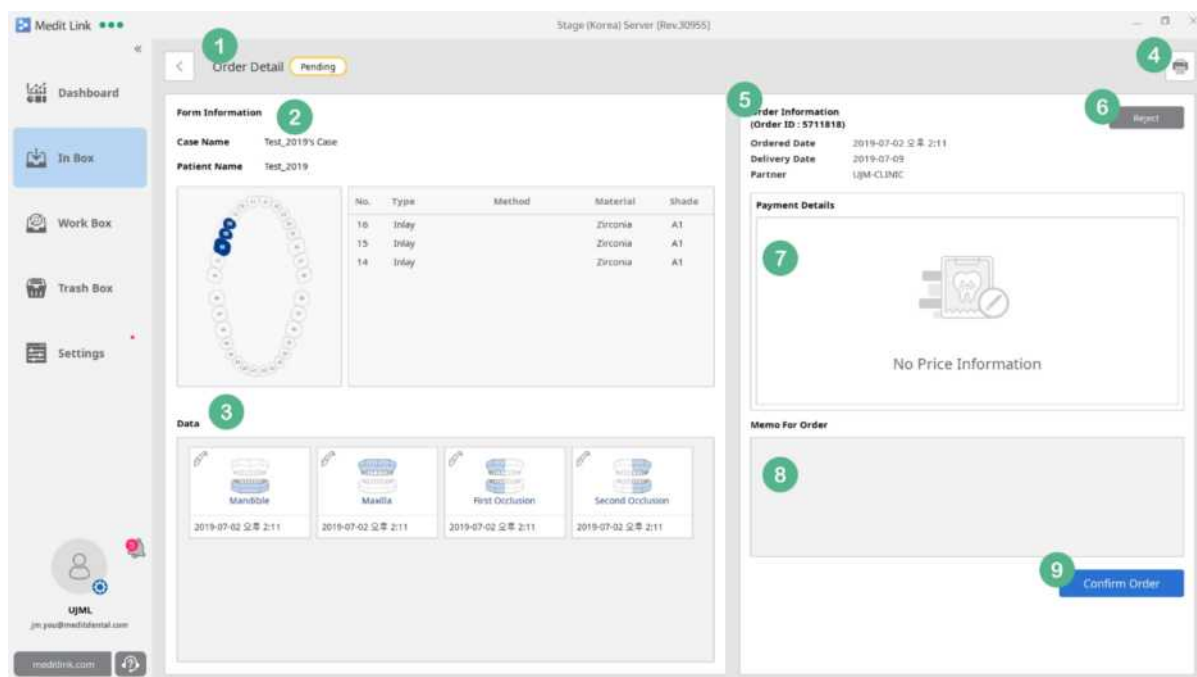 Medit Link
Stage (Korea) Server (Rev.30955)
Dashboard
In Box
Work Box
Trash Box
Settings
UJML
meditlink.com
1
Order Detail
Pending
4
Form Information
2
Case Name Test_2019's Case
Patient Name Test_2019
No. Type Method Material Shade
16 Inlay Zirconia A1
15 Inlay Zirconia A1
14 Inlay Zirconia A1
Data
3
Mandible
2019-07-02 오후 2:11
Maxilla
2019-07-02 오후 2:11
First Occlusion
2019-07-02 오후 2:11
Second Occlusion
2019-07-02 오후 2:11
5
Order Information
(Order ID : 5711818)
6
Reject
Ordered Date 2019-07-02 오후 2:11
Delivery Date 2019-07-09
Partner UJM-CLINIC
Payment Details
7
No Price Information
Memo For Order
8
9
Confirm Order